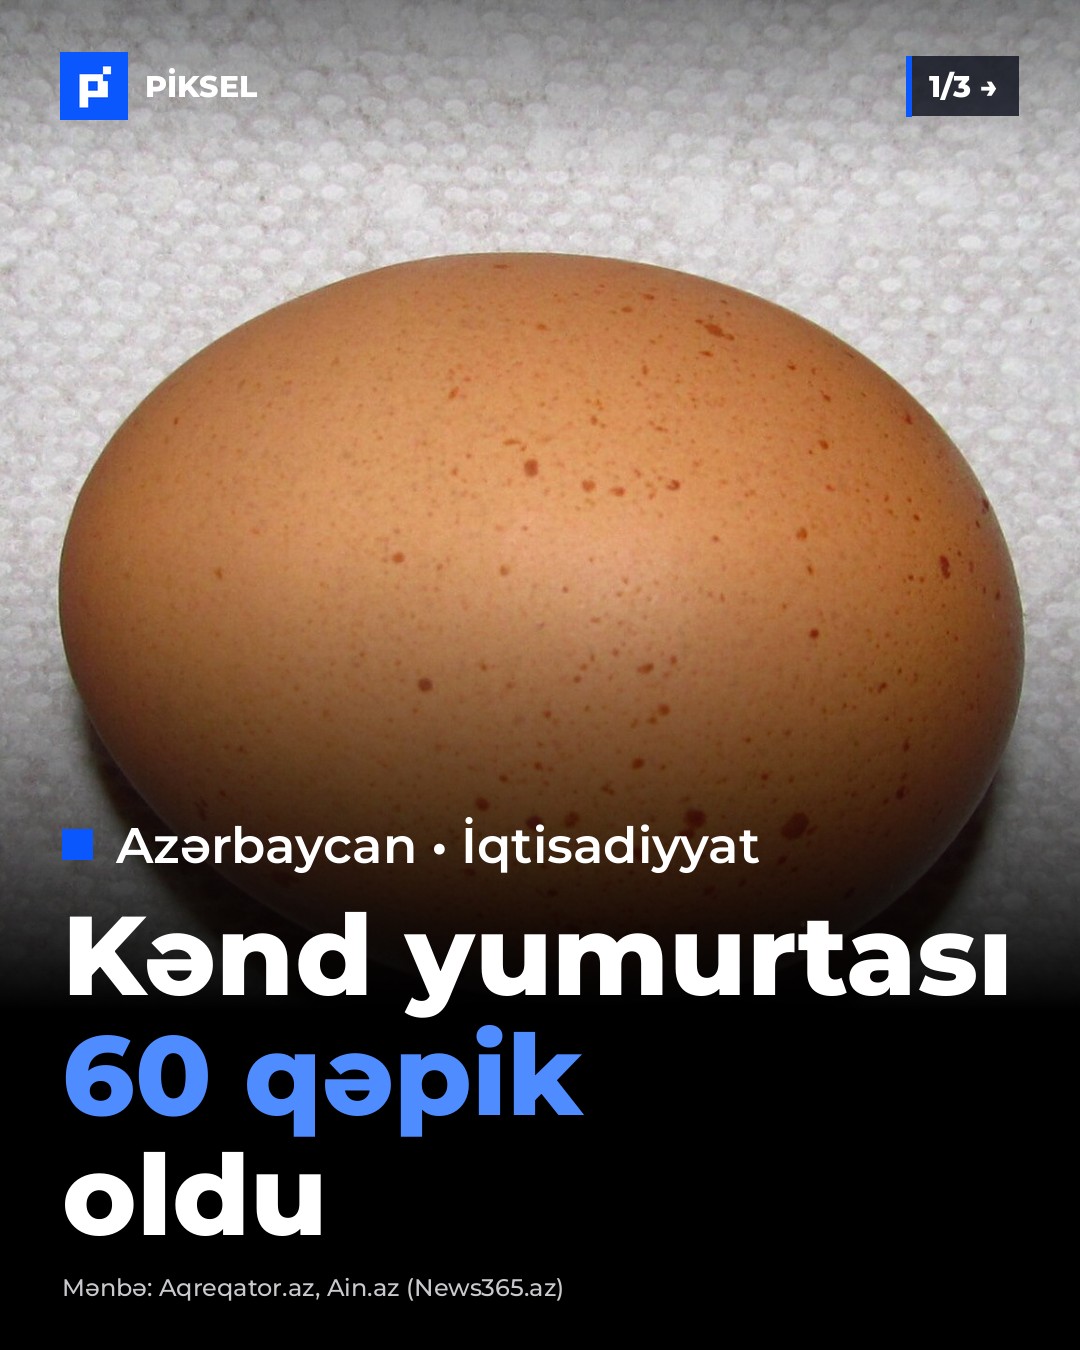 PİKSEL
1/3 →
Azərbaycan • İqtisadiyyat
Kənd yumurtası
60 qəpik
oldu
Mənbə: Aqreqator.az, Ain.az (News365.az)